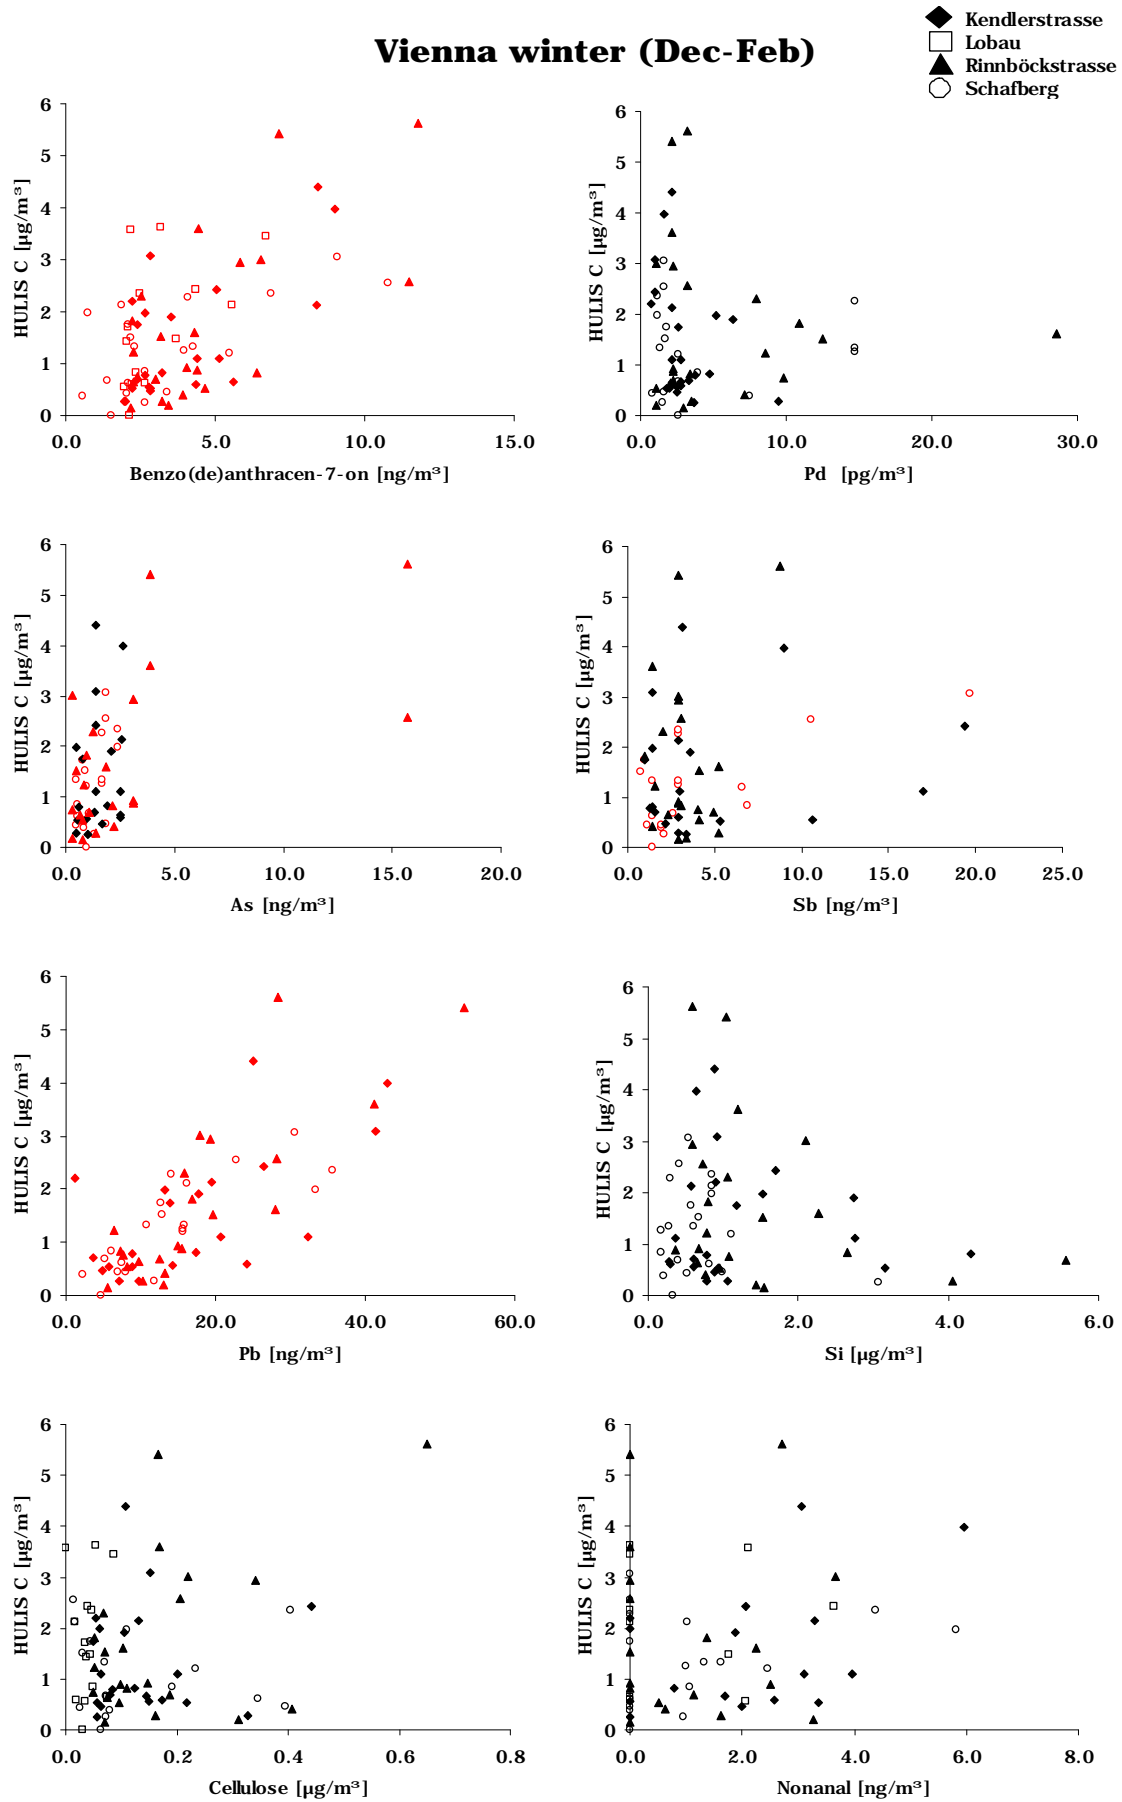 Vienna winter (Dec-Feb)
Kendlerstrasse
Lobau
Rinnböckstrasse
Schafberg
HULIS C [µg/m³]
6
5
4
3
2
1
0
0.0 5.0 10.0 15.0
Benzo(de)anthracen-7-on [ng/m³]
HULIS C [µg/m³]
6
5
4
3
2
1
0
0.0 10.0 20.0 30.0
Pd [pg/m³]
HULIS C [µg/m³]
6
5
4
3
2
1
0
0.0 5.0 10.0 15.0 20.0
As [ng/m³]
HULIS C [µg/m³]
6
5
4
3
2
1
0
0.0 5.0 10.0 15.0 20.0 25.0
Sb [ng/m³]
HULIS C [µg/m³]
6
5
4
3
2
1
0
0.0 20.0 40.0 60.0
Pb [ng/m³]
HULIS C [µg/m³]
6
5
4
3
2
1
0
0.0 2.0 4.0 6.0
Si [µg/m³]
HULIS C [µg/m³]
6
5
4
3
2
1
0
0.0 0.2 0.4 0.6 0.8
Cellulose [µg/m³]
HULIS C [µg/m³]
6
5
4
3
2
1
0
0.0 2.0 4.0 6.0 8.0
Nonanal [ng/m³]